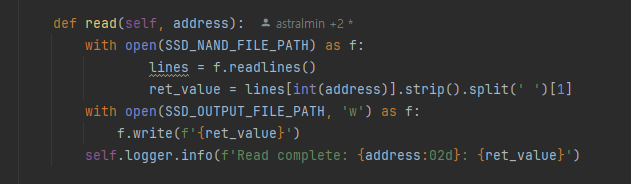 def read(self, address): astralmin +2 *
    with open(SSD_NAND_FILE_PATH) as f:
            lines = f.readlines()
            ret_value = lines[int(address)].strip().split(' ')[1]
    with open(SSD_OUTPUT_FILE_PATH, 'w') as f:
        f.write(f'{ret_value}')
    self.logger.info(f'Read complete: {address:02d}: {ret_value}')